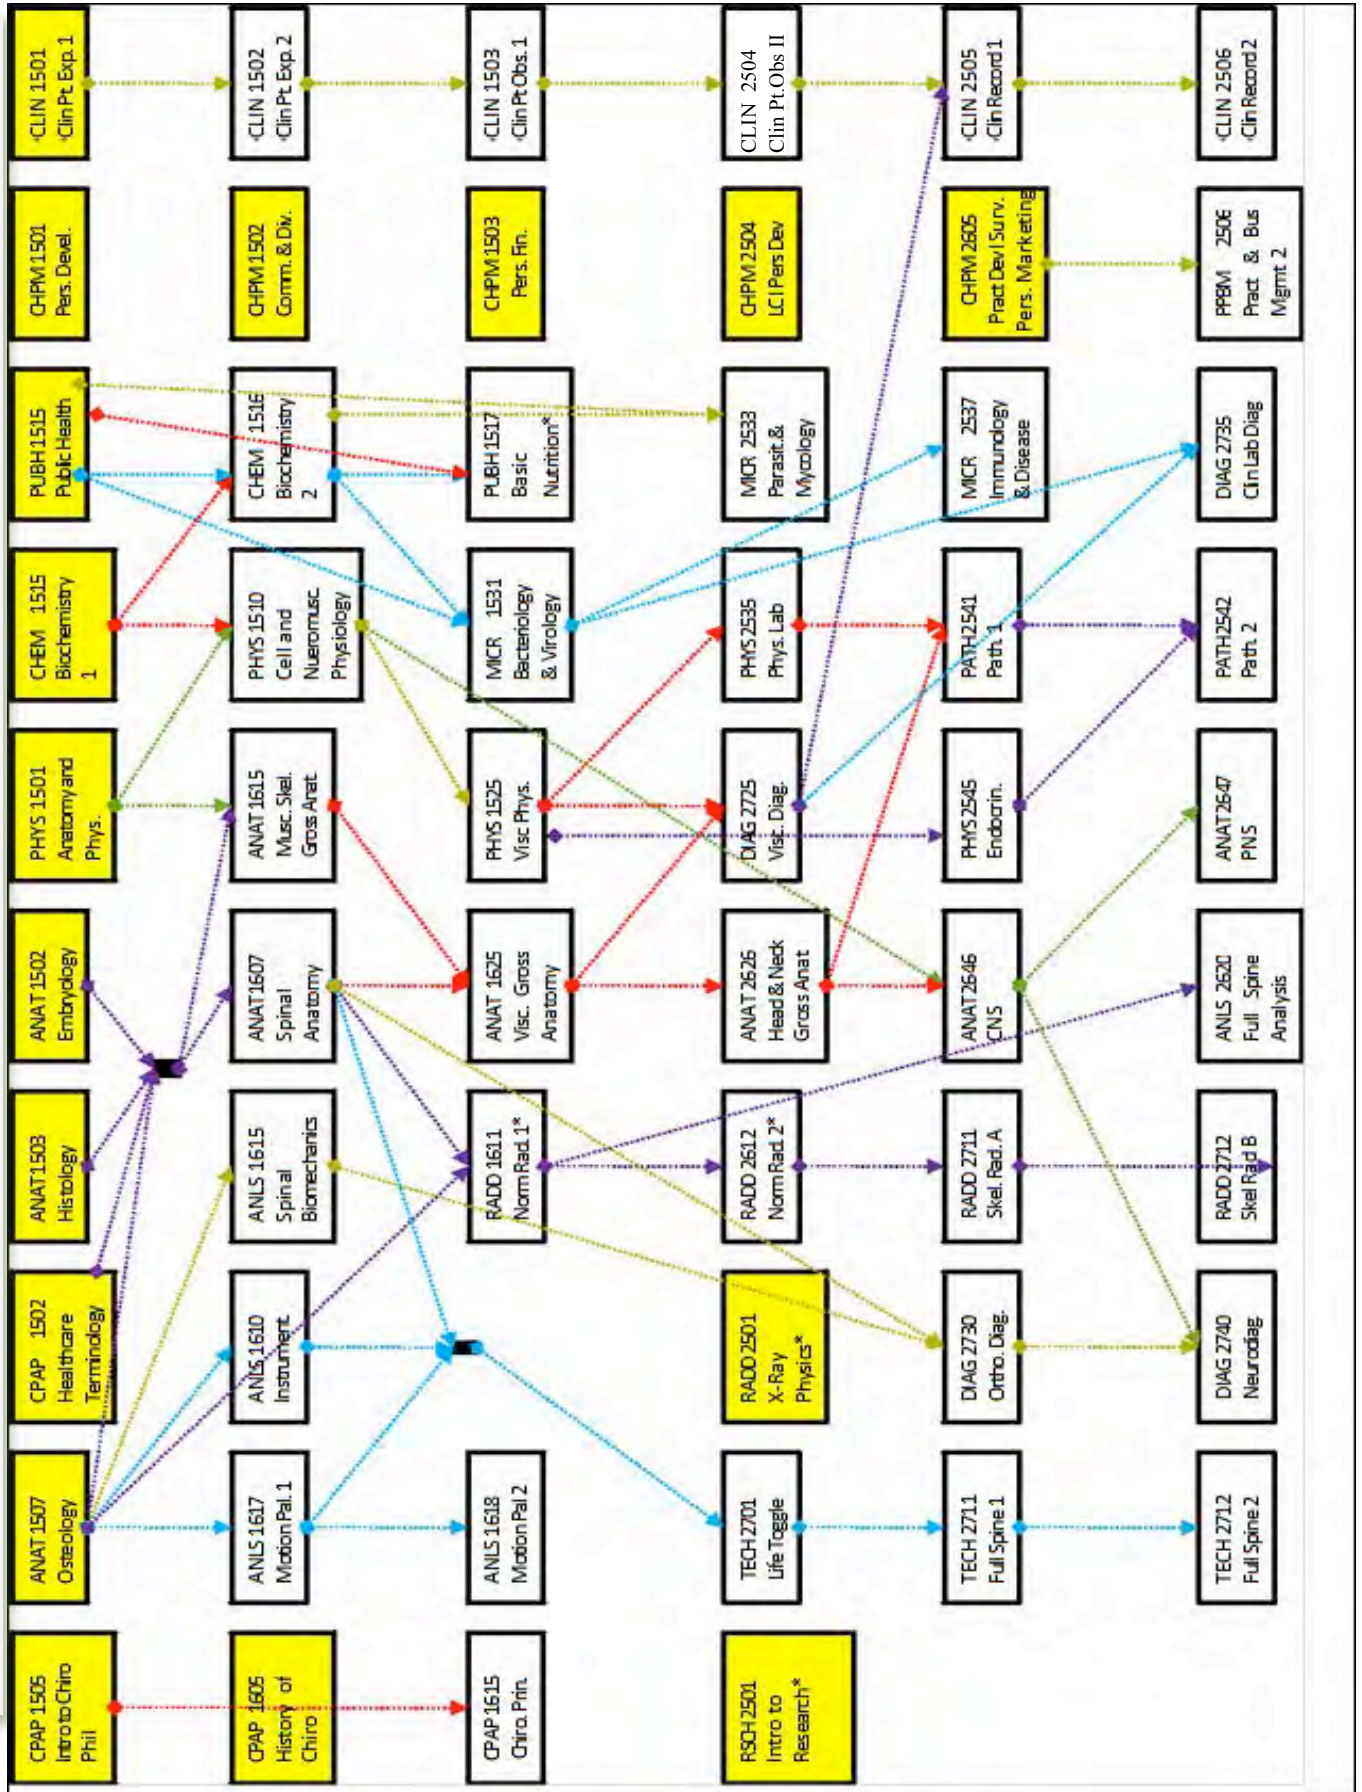 CPAP 1505
Intro to Chiro
Phil
ANAT 1507
Osteology
CPAP 1502
Healthcare
Terminology
ANAT 1503
Histology
ANAT 1502
Embryology
PHYS 1501
Anatomy and
Phys.
CHEM 1515
Biochemistry
1
PUBH 1515
Public Health
CHPM 1501
Pers. Devel.
*CLIN 1501
*Clin Pt. Exp. 1
CPAP 1605
History of
Chiro
ANLS 1617
Motion Pal. 1
ANLS 1610
Instrument.
ANLS 1615
Spinal
Biomechanics
ANAT 1607
Spinal
Anatomy
ANAT 1615
Musc. Skel.
Gross Anat.
PHYS 1510
Cell and
Nueromusc.
Physiology
CHEM 1516
Biochemistry
2
CHPM 1502
Comm. & Div.
*CLIN 1502
*Clin Pt. Exp. 2
CPAP 1615
Chiro. Prin.
ANLS 1618
Motion Pal 2
RADD 1611
Norm Rad. 1*
ANAT 1625
Visc. Gross
Anatomy
PHYS 1525
Visc Phys.
MICR 1531
Bacteriology
& Virology
PUBH 1517
Basic
Nutrition*
CHPM 1503
Pers. Fin.
*CLIN 1503
*Clin Pt Obs. 1
RSCH 2501
Intro to
Research*
TECH 2701
Life Toggle
RADD 2501
X-Ray
Physics*
RADD 2612
Norm Rad. 2*
ANAT 2626
Head & Neck
Gross Anat
DIAG 2725
Visc. Diag.
PHYS 2535
Phys. Lab
MICR 2533
Parasit. &
Mycology
CHPM 2504
LCI Pers Dev
CLIN 2504
Clin Pt.Obs II
TECH 2711
Full Spine 1
DIAG 2730
Ortho. Diag.
RADD 2711
Skel. Rad. A
ANAT 2646
CNS
PHYS 2545
Endocrin.
PATH 2541
Path. 1
MICR 2537
Immunology
& Disease
CHPM 2605
Pract Dev I Surv.
Pers. Marketing
*CLIN 2505
*Clin Record 1
TECH 2712
Full Spine 2
DIAG 2740
Neurodiag.
RADD 2712
Skel Rad B
ANLS 2620
Full Spine
Analysis
ANAT 2647
PNS
PATH 2542
Path. 2
DIAG 2735
Clin Lab Diag
PPBM 2506
Pract & Bus
Mgmt 2
*CLIN 2506
*Clin Record 2